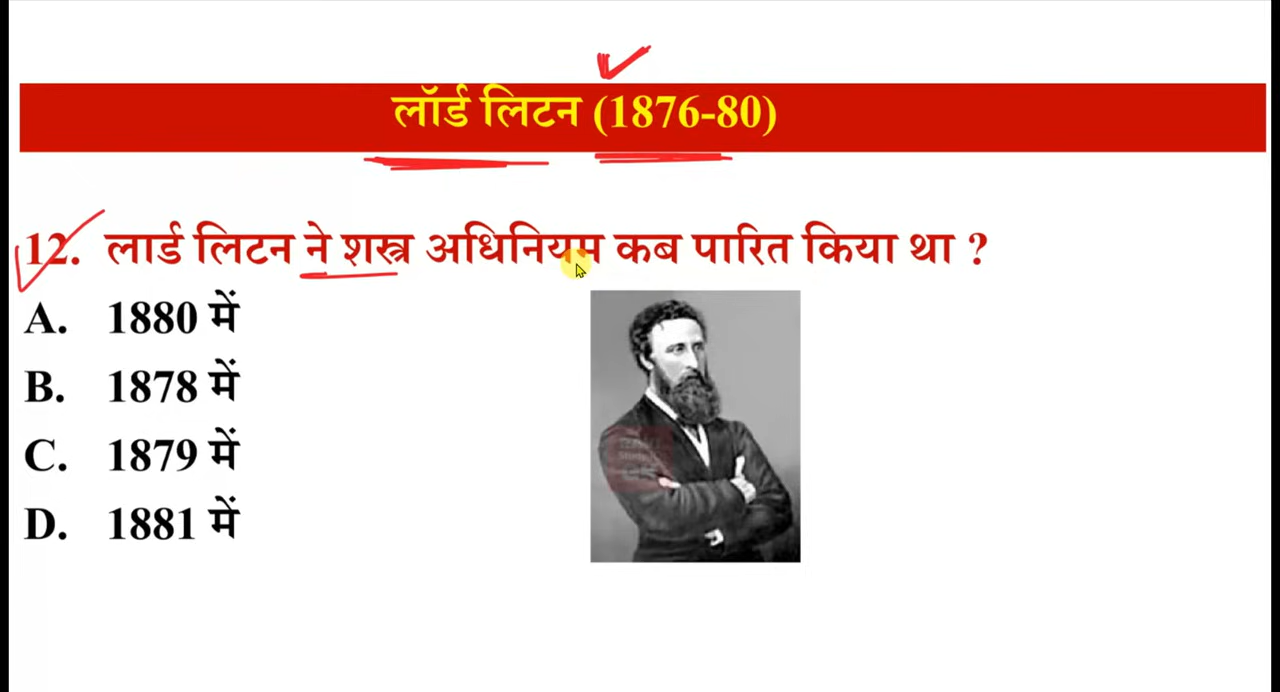 लॉर्ड लिटन (1876-80)
12. लार्ड लिटन ने शस्त्र अधिनियम कब पारित किया था ?
A. 1880 में
B. 1878 में
C. 1879 में
D. 1881 में